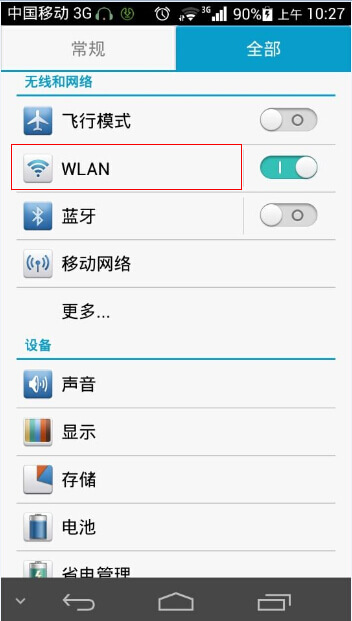 中国移动 3G 3G 90% 上午 10:27
常规 全部
无线和网络
飞行模式
WLAN
蓝牙
移动网络
更多...
设备
声音
显示
存储
电池
省电管理